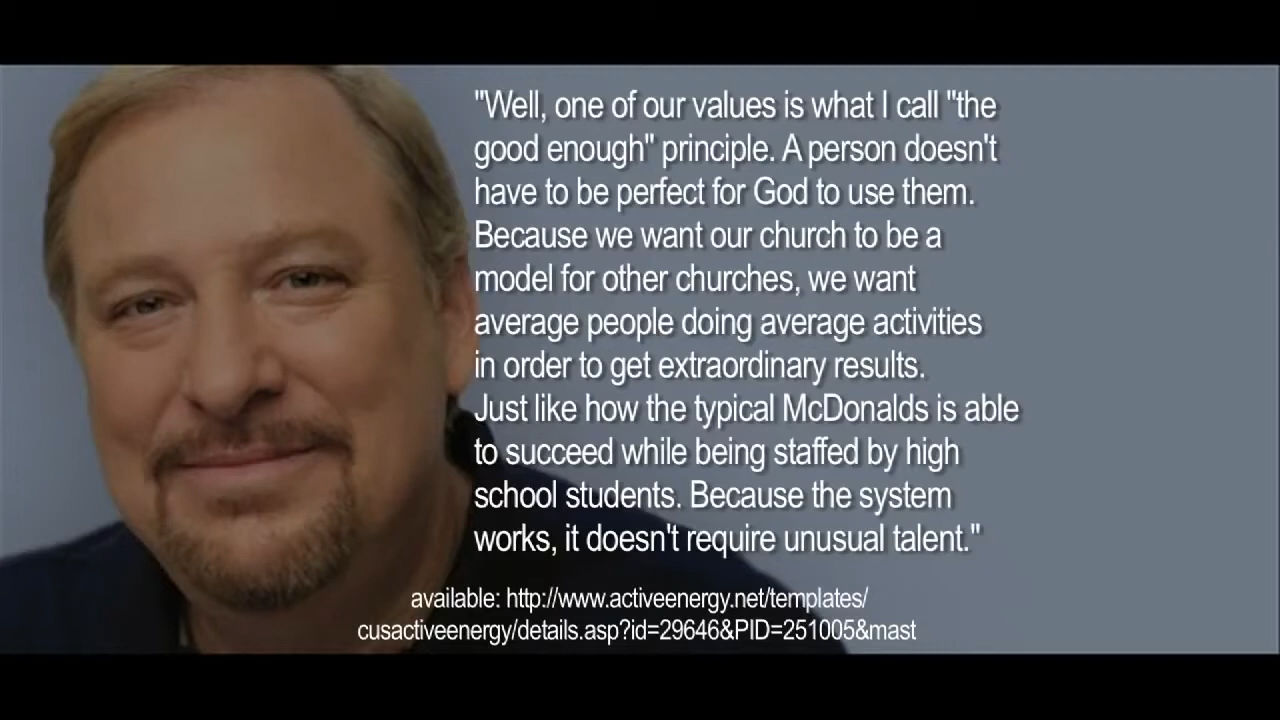 "Well, one of our values is what I call "the
good enough" principle. A person doesn't
have to be perfect for God to use them.
Because we want our church to be a
model for other churches, we want
average people doing average activities
in order to get extraordinary results.
Just like how the typical McDonalds is able
to succeed while being staffed by high
school students. Because the system
works, it doesn't require unusual talent."
available: http://www.activeenergy.net/templates/
cusactiveenergy/details.asp?id=29646&PID=251005&mast